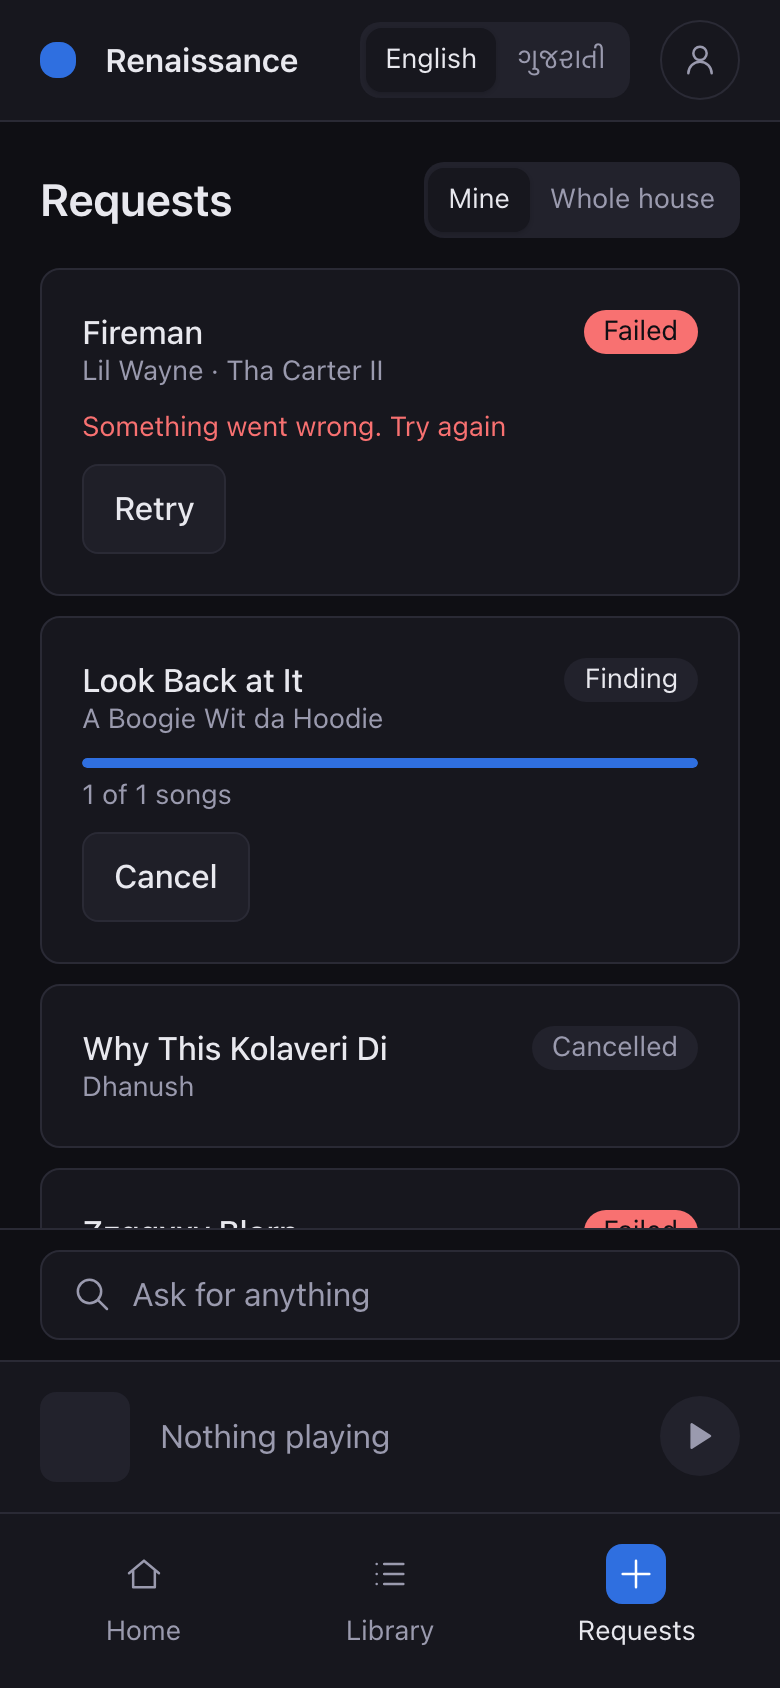 Renaissance
English
ગુજરાતી
Requests
Mine
Whole house
Fireman
Failed
Lil Wayne · Tha Carter II
Something went wrong. Try again
Retry
Look Back at It
Finding
A Boogie Wit da Hoodie
1 of 1 songs
Cancel
Why This Kolaveri Di
Cancelled
Dhanush
Failed
Ask for anything
Nothing playing
Home
Library
Requests